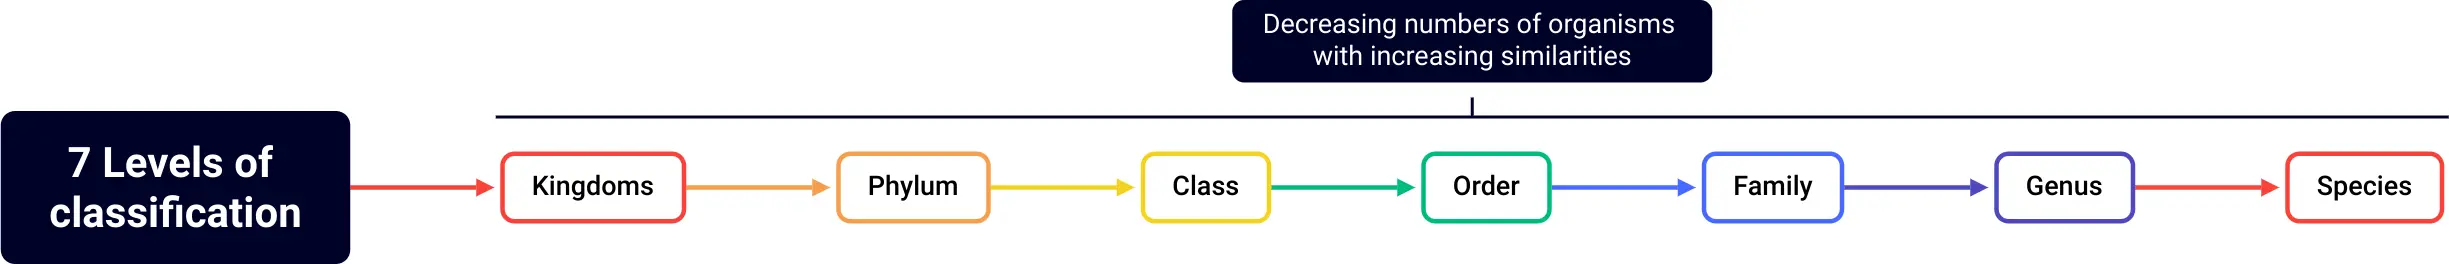 Decreasing numbers of organisms
with increasing similarities
7 Levels of
classification
Kingdoms
Phylum
Class
Order
Family
Genus
Species